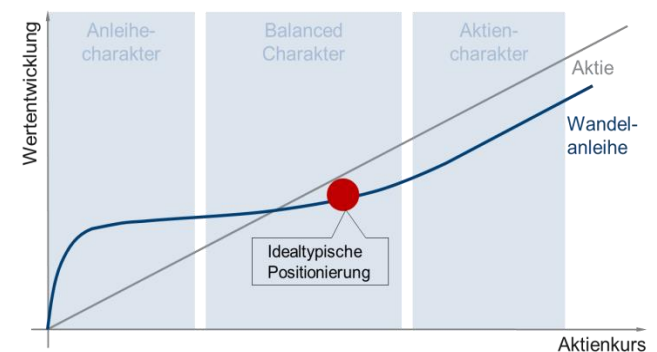 Wertentwicklung
Anleihe-
charakter
Balanced
Charakter
Aktien-
charakter
Aktie
Wandel-
anleihe
Idealtypische
Positionierung
Aktienkurs